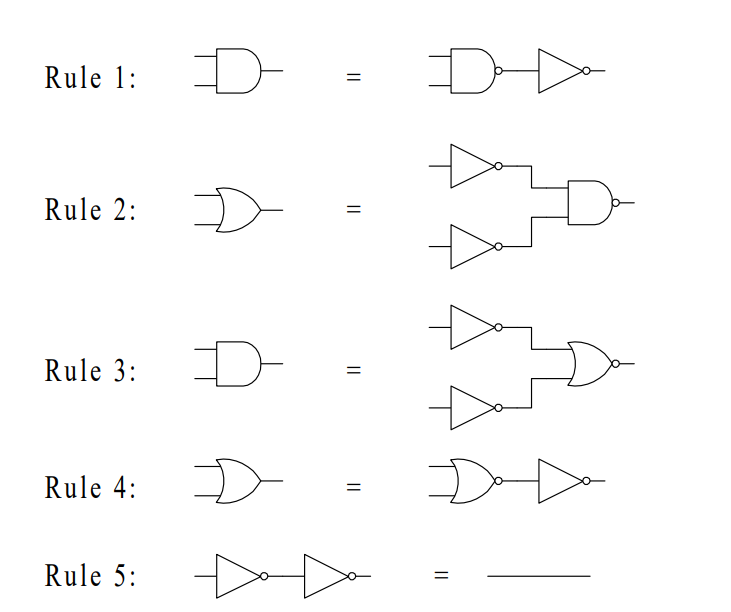 Rule 1: =
Rule 2: =
Rule 3: =
Rule 4: =
Rule 5: =